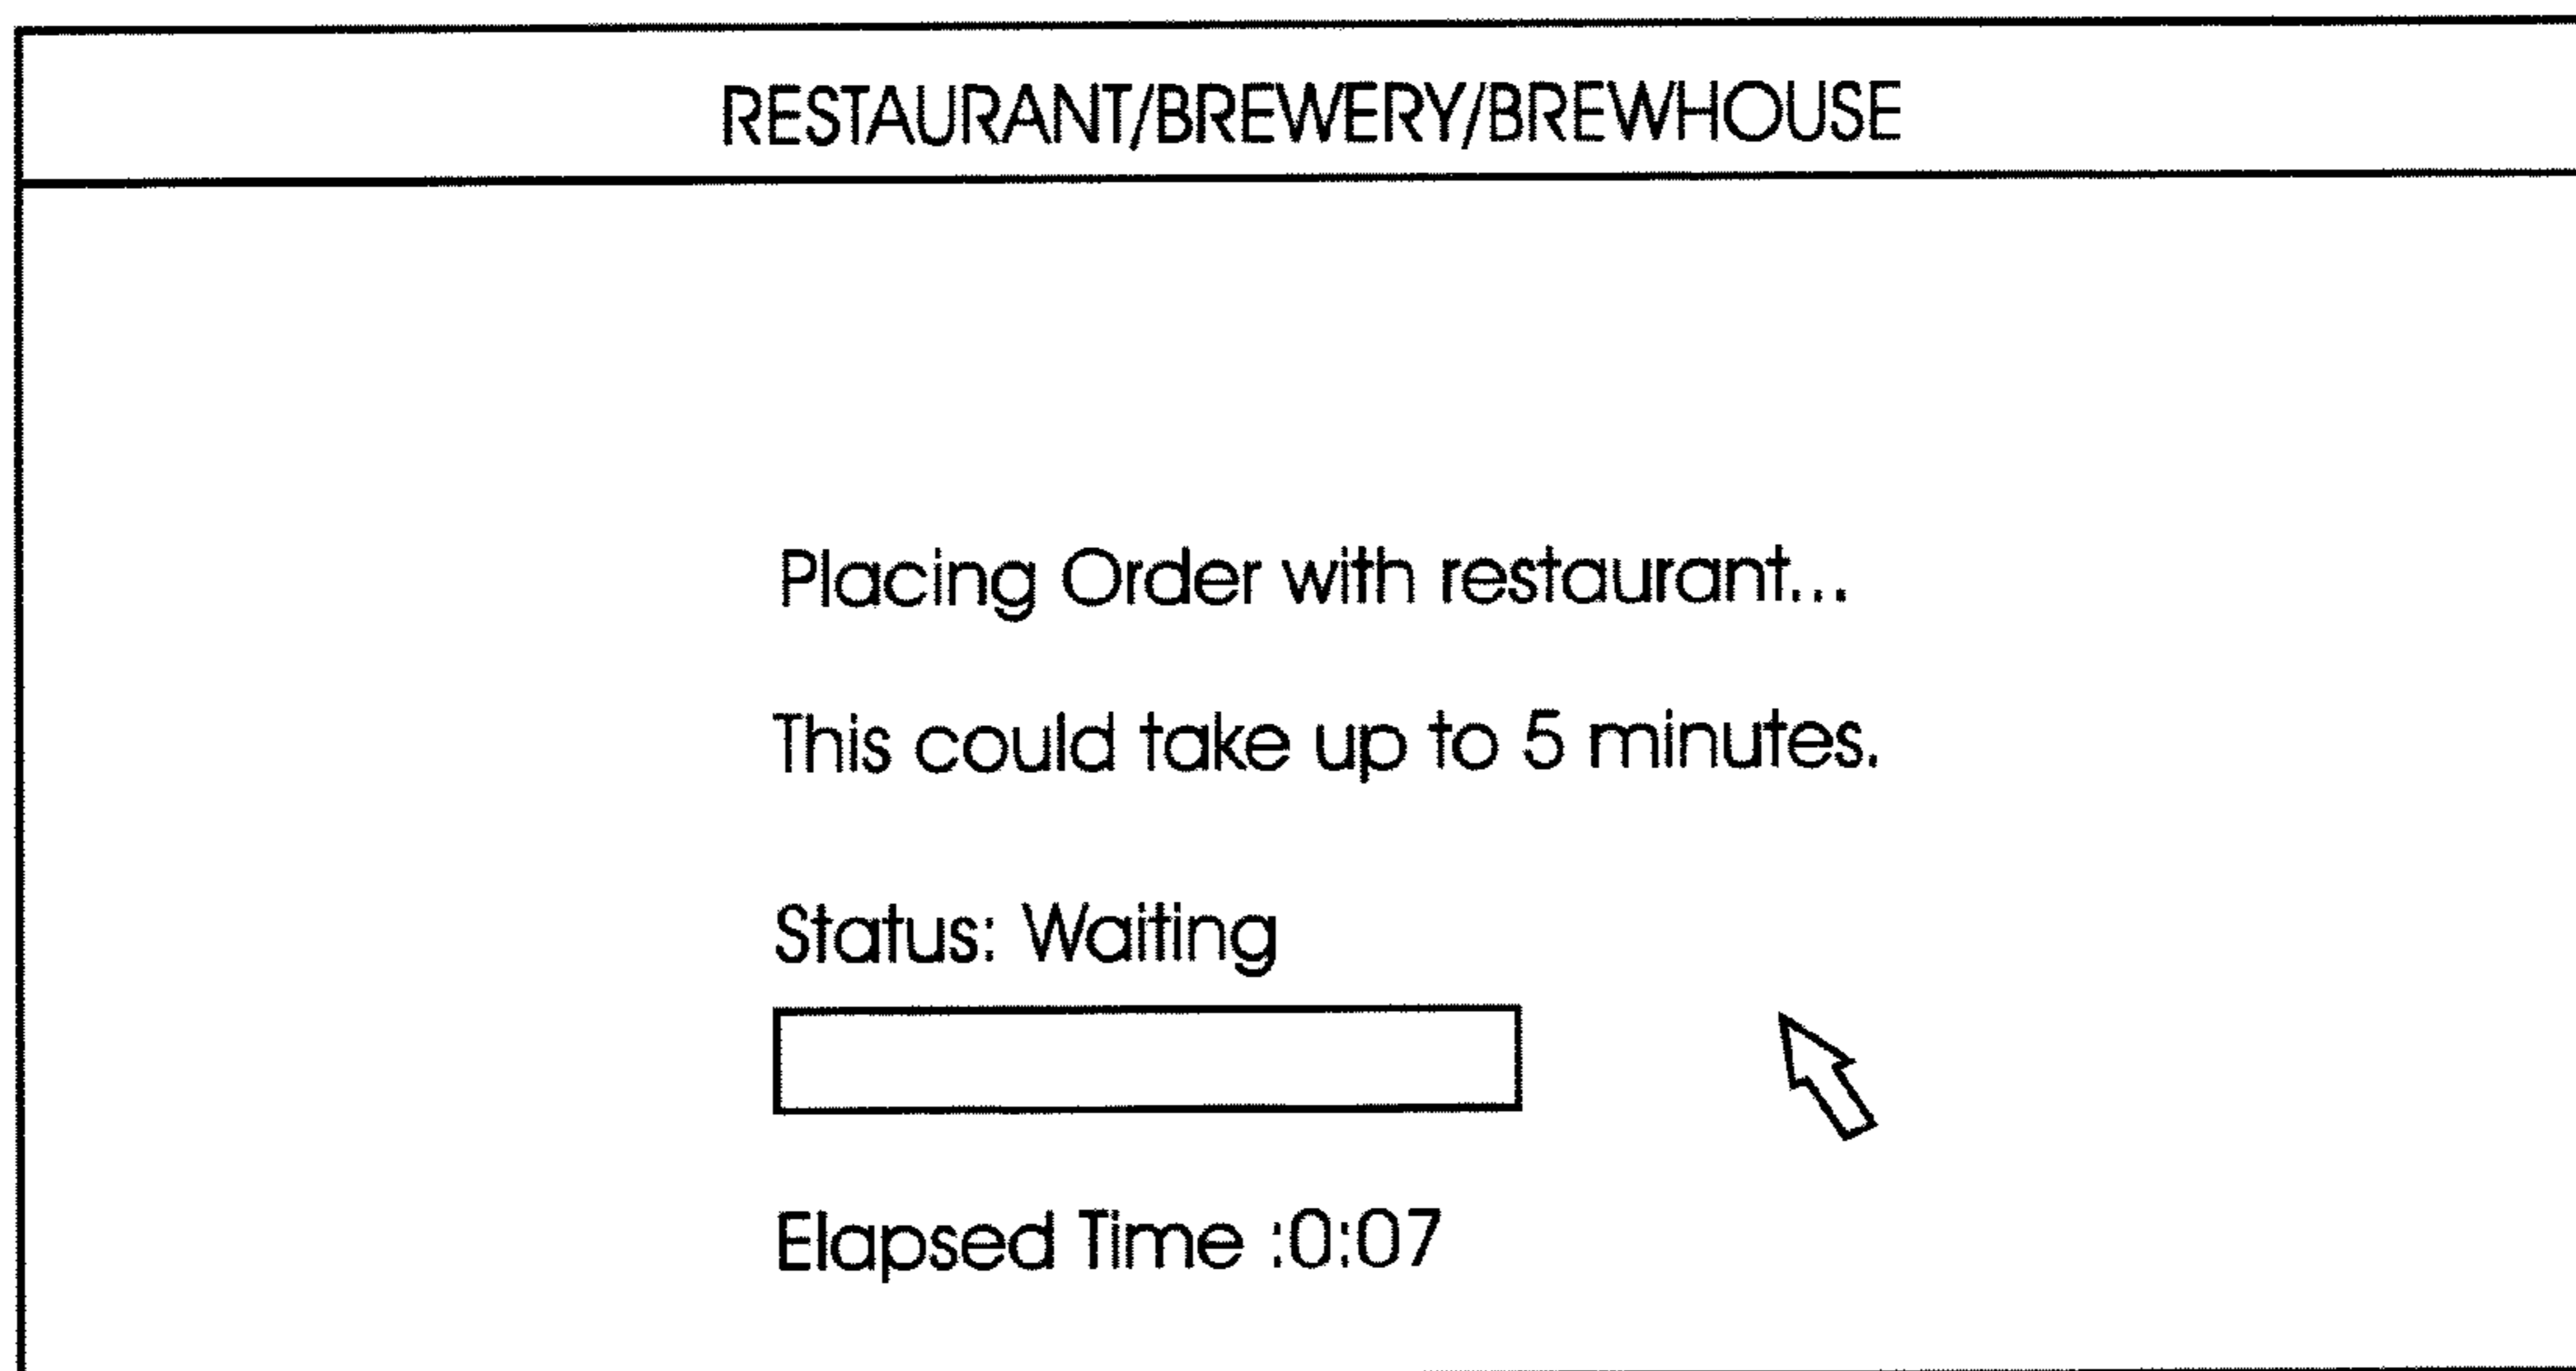 RESTAURANT/BREWERY/BREWHOUSE
Placing Order with restaurant...
This could take up to 5 minutes.
Status: Waiting
Elapsed Time :0:07